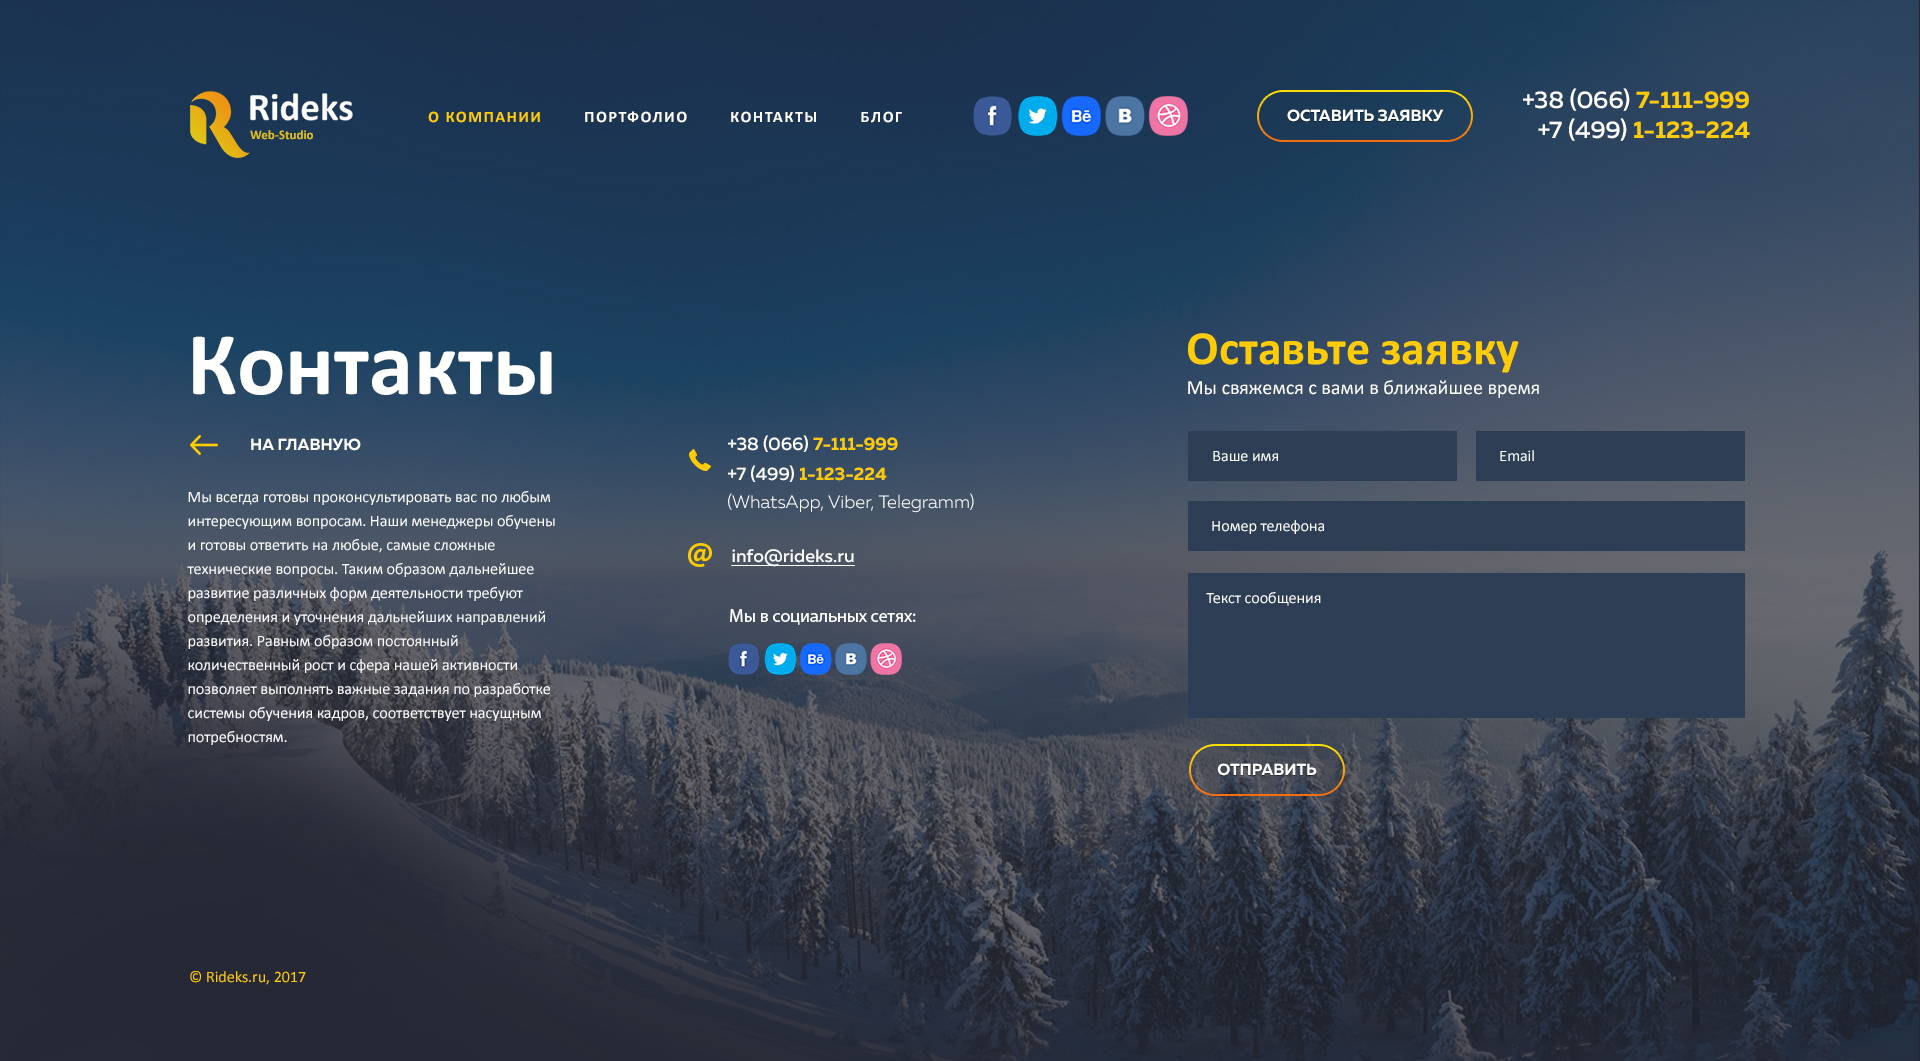 Rideks
Web-Studio
О КОМПАНИИ
ПОРТФОЛИО
КОНТАКТЫ
БЛОГ
f
Bē
B
ОСТАВИТЬ ЗАЯВКУ
+38 (066) 7-111-999
+7 (499) 1-123-224
Контакты
НА ГЛАВНУЮ
Мы всегда готовы проконсультировать вас по любым
интересующим вопросам. Наши менеджеры обучены
и готовы ответить на любые, самые сложные
технические вопросы. Таким образом дальнейшее
развитие различных форм деятельности требуют
определения и уточнения дальнейших направлений
развития. Равным образом постоянный
количественный рост и сфера нашей активности
позволяет выполнять важные задания по разработке
системы обучения кадров, соответствует насущным
потребностям.
+38 (066) 7-111-999
+7 (499) 1-123-224
(WhatsApp, Viber, Telegramm)
@ info@rideks.ru
Мы в социальных сетях:
f
Bē
B
Оставьте заявку
Мы свяжемся с вами в ближайшее время
Ваше имя
Email
Номер телефона
Текст сообщения
ОТПРАВИТЬ
© Rideks.ru, 2017